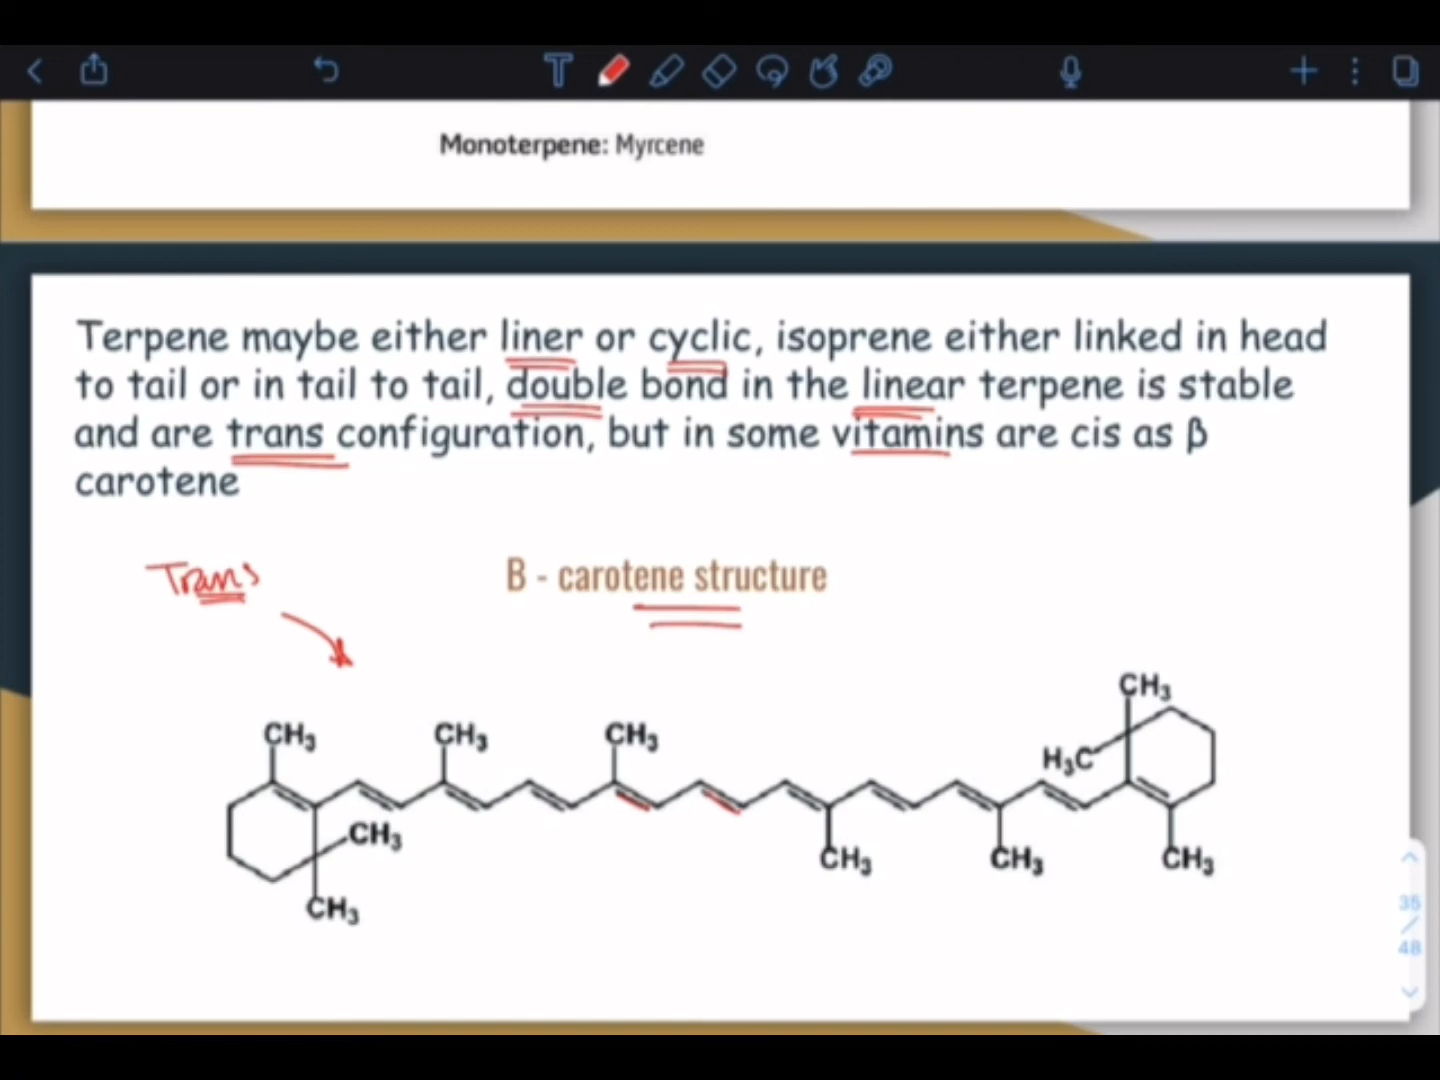 T
Monoterpene: Myrcene
Terpene maybe either liner or cyclic, isoprene either linked in head
to tail or in tail to tail, double bond in the linear terpene is stable
and are trans configuration, but in some vitamins are cis as β
carotene
Trans
B - carotene structure
CH₃
CH₃ CH₃ CH₃ H₃C
CH₃ CH₃ CH₃ CH₃
CH₃
35
/
48